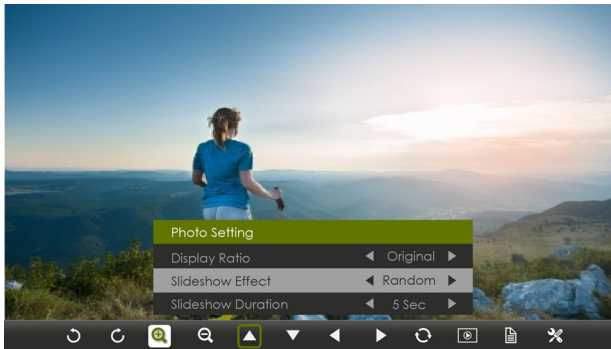 Photo Setting
Display Ratio Original
Slideshow Effect Random
Slideshow Duration 5 Sec